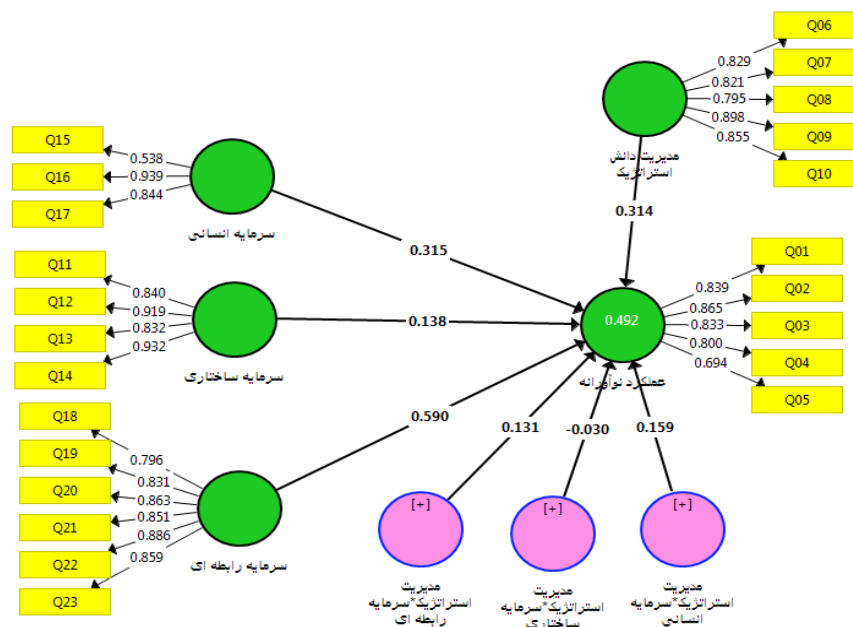 Q06
Q07
Q08
Q09
Q10
0.829
0.821
0.795
0.898
0.855
مدیریت دانش
استراتژیک
0.314
Q15
Q16
Q17
0.538
0.939
0.844
سرمایه انسانی
0.315
Q11
Q12
Q13
Q14
0.840
0.919
0.832
0.932
سرمایه ساختاری
0.138
Q01
Q02
Q03
Q04
Q05
0.839
0.865
0.833
0.800
0.694
0.492
عملکرد نوآورانه
Q18
Q19
Q20
Q21
Q22
Q23
0.796
0.831
0.863
0.851
0.886
0.859
سرمایه رابطه ای
0.590
0.131
-0.030
0.159
[+]
مدیریت
استراتژیک*سرمایه
رابطه ای
[+]
مدیریت
استراتژیک*سرمایه
ساختاری
[+]
مدیریت
استراتژیک*سرمایه
انسانی